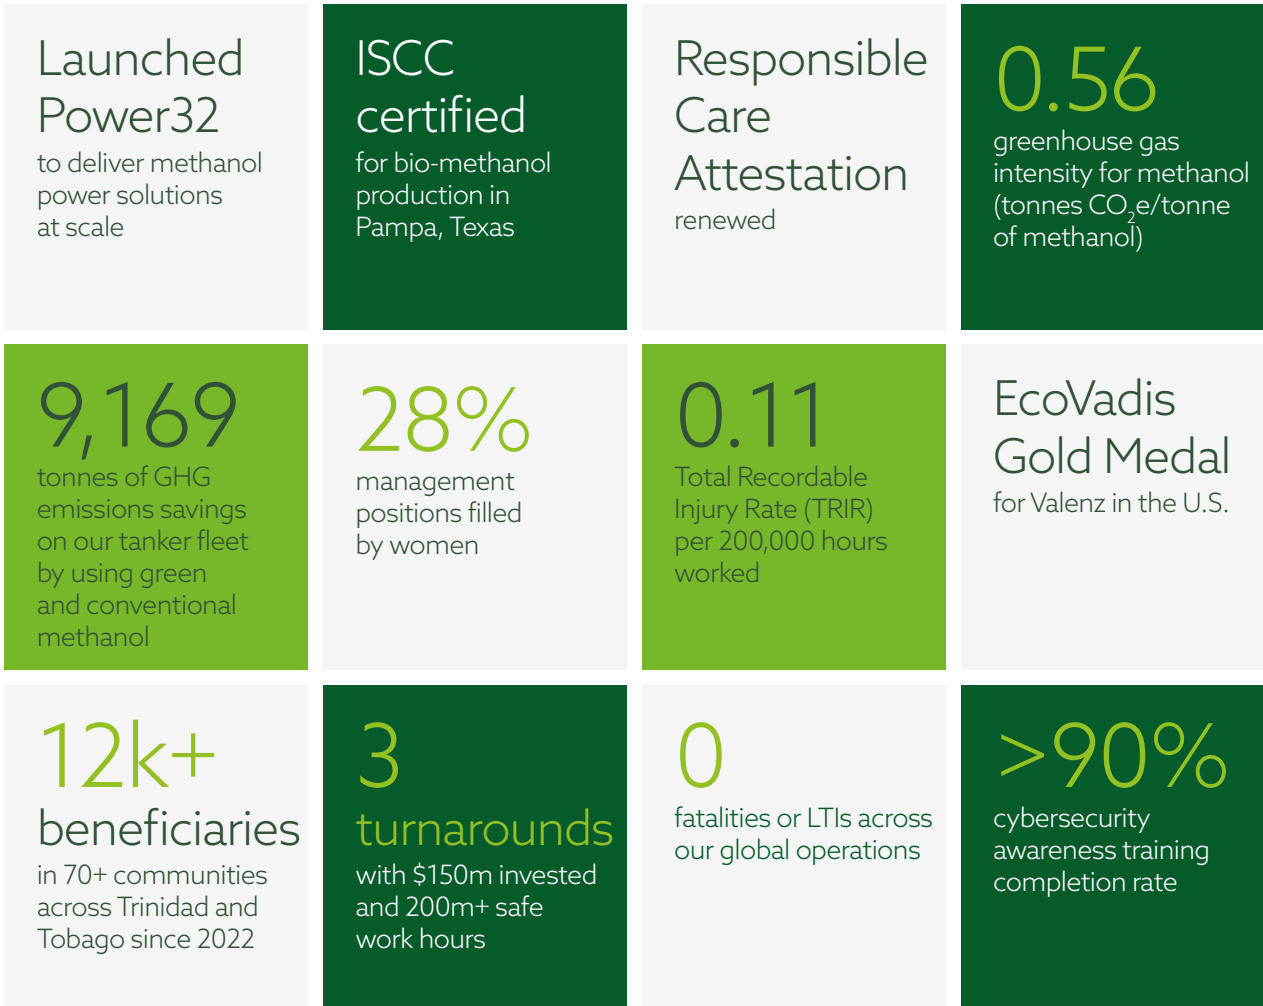 Launched
Power32
to deliver methanol
power solutions
at scale
ISCC
certified
for bio-methanol
production in
Pampa, Texas
Responsible
Care
Attestation
renewed
0.56
greenhouse gas
intensity for methanol
(tonnes CO₂e/tonne
of methanol)
9,169
tonnes of GHG
emissions savings
on our tanker fleet
by using green
and conventional
methanol
28%
management
positions filled
by women
0.11
Total Recordable
Injury Rate (TRIR)
per 200,000 hours
worked
EcoVadis
Gold Medal
for Valenz in the U.S.
12k+
beneficiaries
in 70+ communities
across Trinidad and
Tobago since 2022
3
turnarounds
with $150m invested
and 200m+ safe
work hours
0
fatalities or LTIs across
our global operations
>90%
cybersecurity
awareness training
completion rate